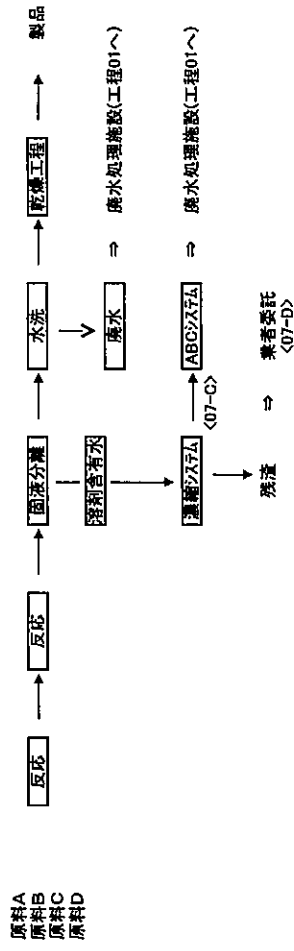 原料A
原料B
原料C
原料D
反応
反応
固液分離
水洗
乾燥工程
製品
溶剤含有水
廃水
⇒ 廃水処理施設(工程01へ)
濃縮システム
<07-C>
ABCシステム
⇒ 廃水処理施設(工程01へ)
残渣 ⇒ 業者委託
<07-D>